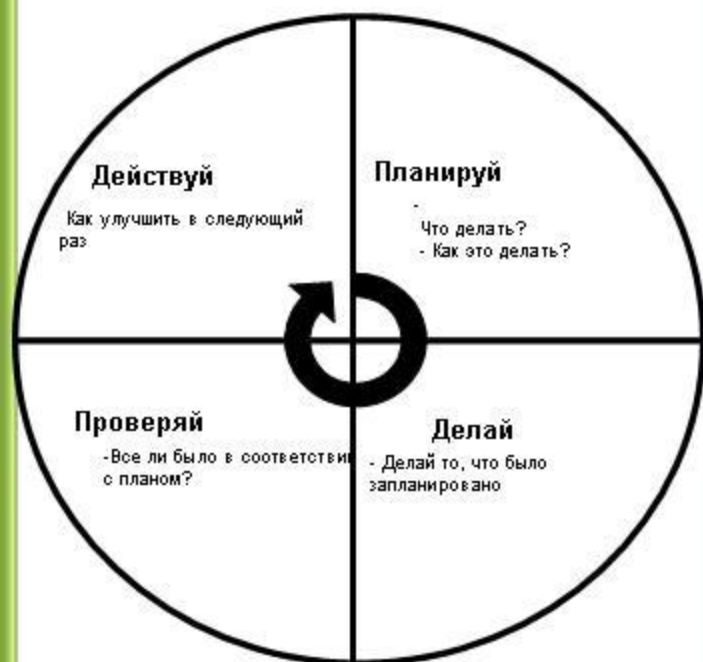 Действуй
Как улучшить в следующий
раз
Планируй
-
Что делать?
- Как это делать?
Проверяй
-Все ли было в соответствии
с планом?
Делай
- Делай то, что было
запланировано